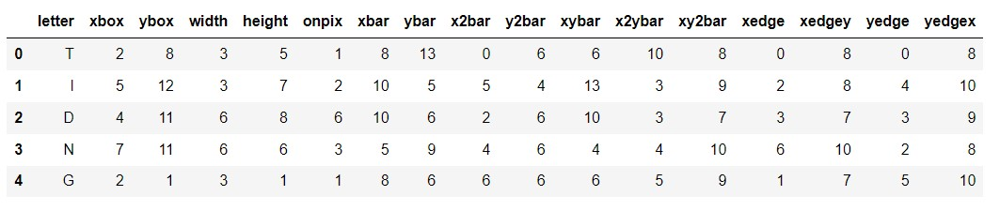 letter xbox ybox width height onpix xbar ybar x2bar y2bar xybar x2ybar xy2bar xedge xedgey yedge yedgex
0 T 2 8 3 5 1 8 13 0 6 6 10 8 0 8 0 8
1 I 5 12 3 7 2 10 5 5 4 13 3 9 2 8 4 10
2 D 4 11 6 8 6 10 6 2 6 10 3 7 3 7 3 9
3 N 7 11 6 6 3 5 9 4 6 4 4 10 6 10 2 8
4 G 2 1 3 1 1 8 6 6 6 6 5 9 1 7 5 10